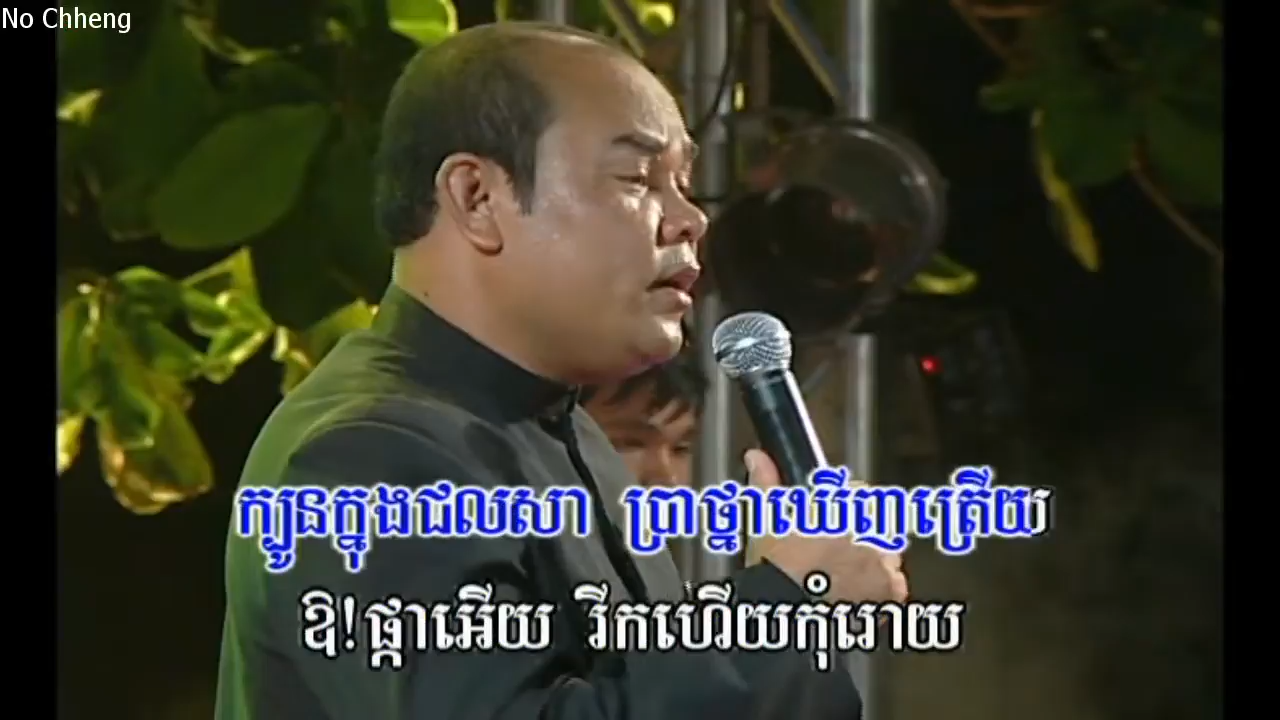 No Chheng
ក្បូនក្នុងជលសា ប្រាថ្នាឃើញត្រើយ
ឱ!ផ្កាអើយ រីកហើយកុំរោយ